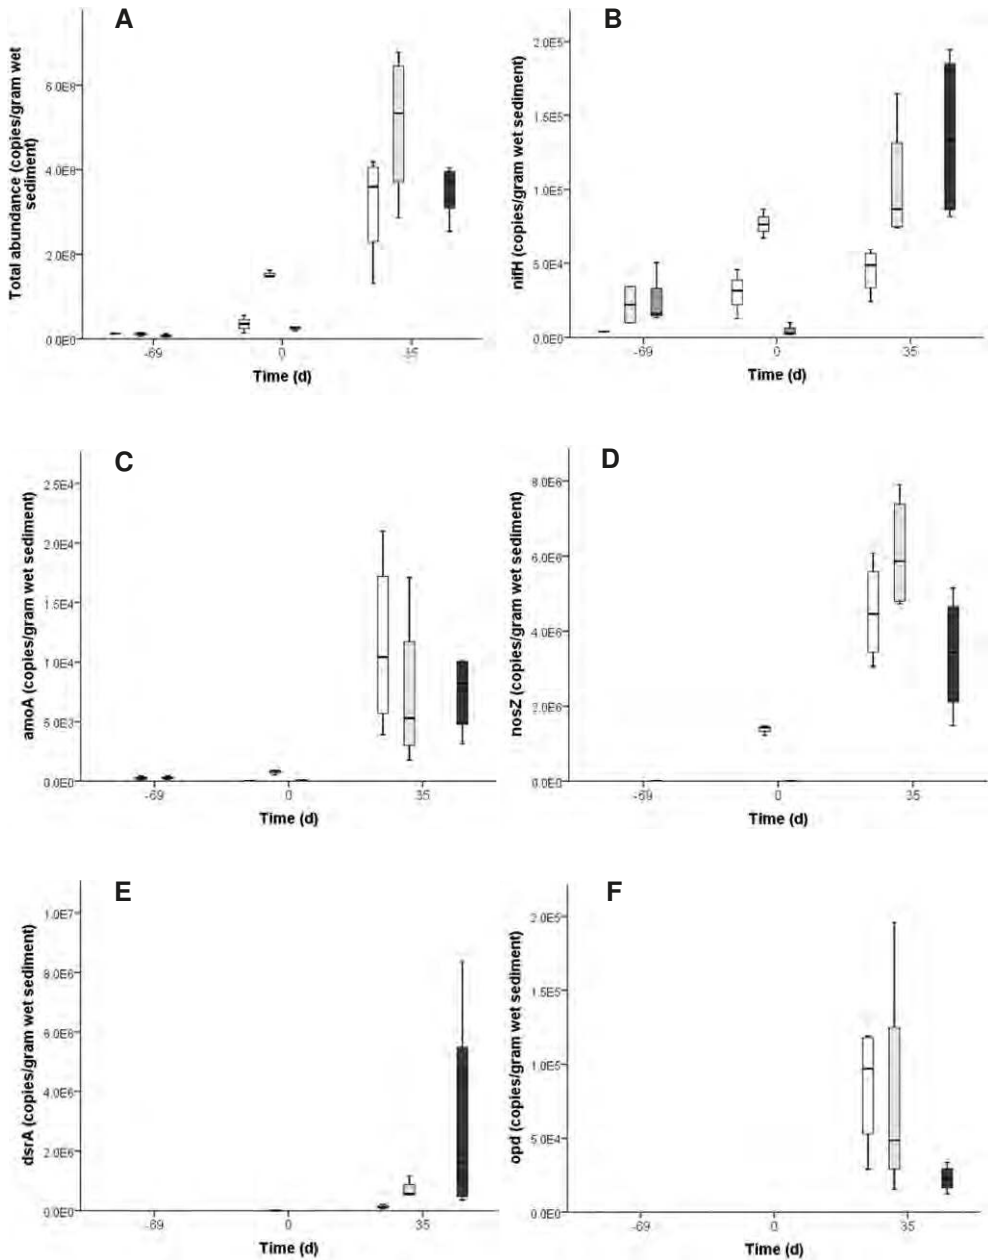 A
B
Total abundance (copies/gram wet
sediment)
6.0E8
4.0E8
2.0E8
0.0E0
-69
0
35
Time (d)
nifH (copies/gram wet sediment)
2.0E5
1.5E5
1.0E5
5.0E4
0.0E0
-69
0
35
Time (d)
C
D
amoA (copies/gram wet sediment)
2.5E4
2.0E4
1.5E4
1.0E4
5.0E3
0.0E0
-69
0
35
Time (d)
nosZ (copies/gram wet sediment)
8.0E6
6.0E6
4.0E6
2.0E6
0.0E0
-69
0
35
Time (d)
E
F
dsrA (copies/gram wet sediment)
1.0E7
8.0E6
6.0E6
4.0E6
2.0E6
0.0E0
-69
0
35
Time (d)
opd (copies/gram wet sediment)
2.0E5
1.5E5
1.0E5
5.0E4
0.0E0
-69
0
35
Time (d)